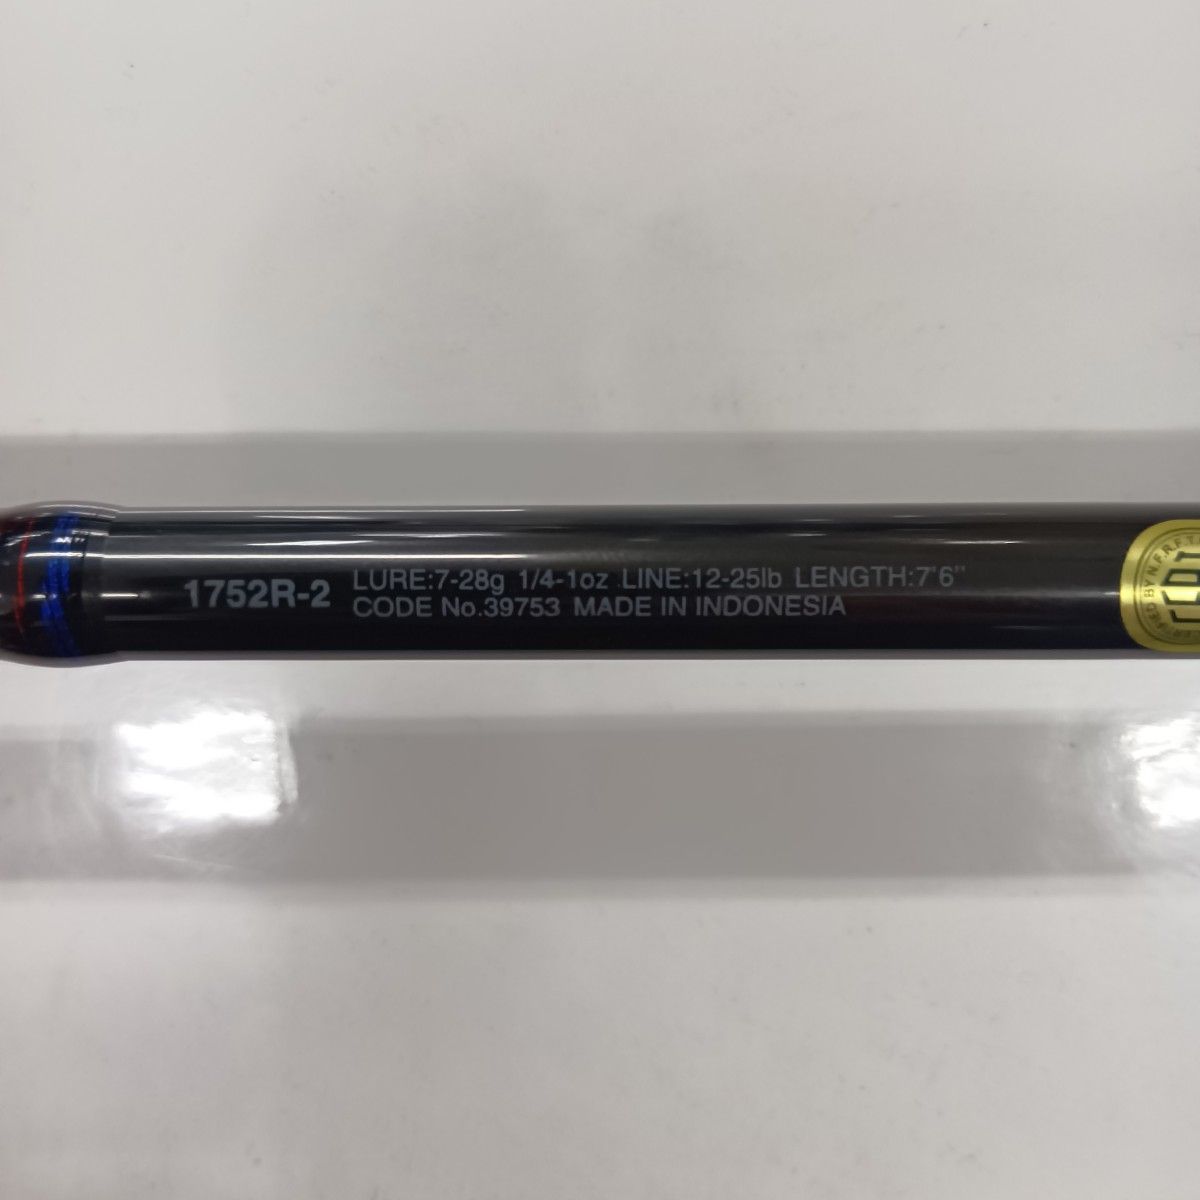 1752R-2
LURE:7-28g 1/4-1oz LINE:12-25lb LENGTH:7'6"
CODE No.39753 MADE IN INDONESIA